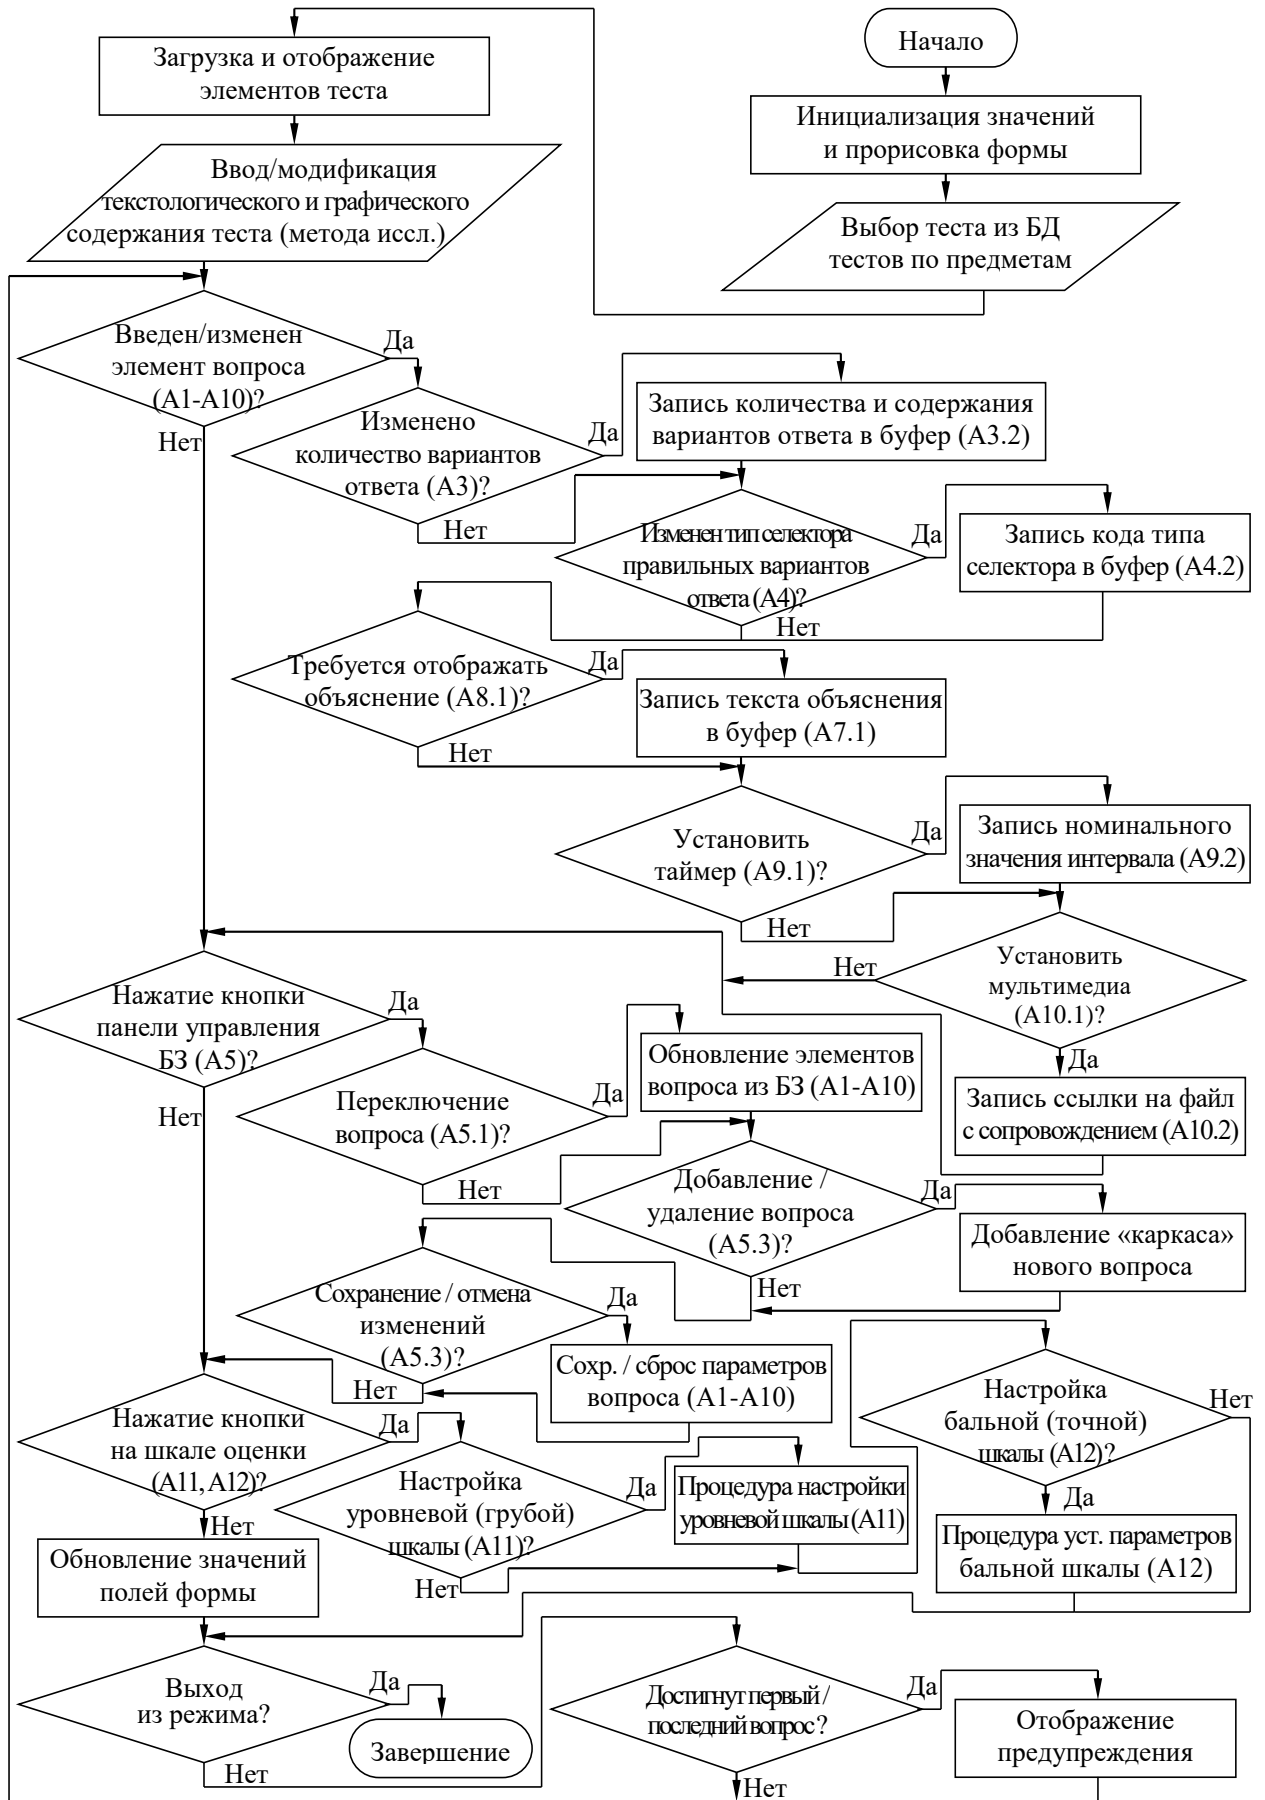 Начало
Инициализация значений
и прорисовка формы
Выбор теста из БД
тестов по предметам
Загрузка и отображение
элементов теста
Ввод/модификация
текстологического и графического
содержания теста (метода иссл.)
Введен/изменен
элемент вопроса
(А1-А10)?
Да
Нет
Изменено
количество вариантов
ответа (А3)?
Да
Нет
Запись количества и содержания
вариантов ответа в буфер (А3.2)
Изменен тип селектора
правильных вариантов
ответа (А4)?
Да
Нет
Запись кода типа
селектора в буфер (А4.2)
Требуется отображать
объяснение (А8.1)?
Да
Нет
Запись текста объяснения
в буфер (А7.1)
Установить
таймер (А9.1)?
Да
Нет
Запись номинального
значения интервала (А9.2)
Установить
мультимедиа
(А10.1)?
Нет
Да
Запись ссылки на файл
с сопровождением (А10.2)
Нажатие кнопки
панели управления
БЗ (А5)?
Да
Нет
Переключение
вопроса (А5.1)?
Да
Нет
Обновление элементов
вопроса из БЗ (А1-А10)
Добавление /
удаление вопроса
(А5.3)?
Да
Нет
Добавление «каркаса»
нового вопроса
Сохранение / отмена
изменений
(А5.3)?
Да
Нет
Сохр. / сброс параметров
вопроса (А1-А10)
Нажатие кнопки
на шкале оценки
(А11, А12)?
Да
Нет
Настройка
уровневой (грубой)
шкалы (А11)?
Да
Нет
Процедура настройки
уровневой шкалы (А11)
Настройка
бальной (точной)
шкалы (А12)?
Нет
Да
Процедура уст. параметров
бальной шкалы (А12)
Обновление значений
полей формы
Выход
из режима?
Да
Нет
Завершение
Достигнут первый /
последний вопрос?
Да
Нет
Отображение
предупреждения